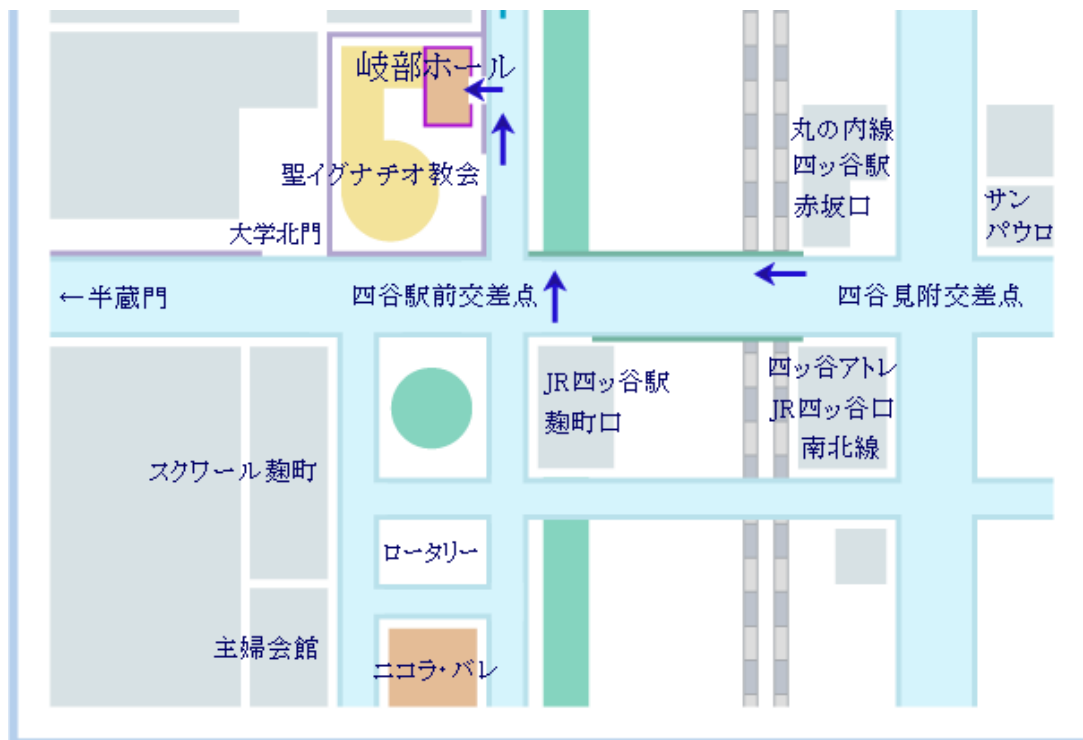 岐部ホール
聖イグナチオ教会
大学北門
丸の内線
四ッ谷駅
赤坂口
サン
パウロ
←半蔵門
四谷駅前交差点
四谷見附交差点
JR四ッ谷駅
麹町口
四ッ谷アトレ
JR四ッ谷口
南北線
スクワール麹町
ロータリー
主婦会館
ニコラ・バレ